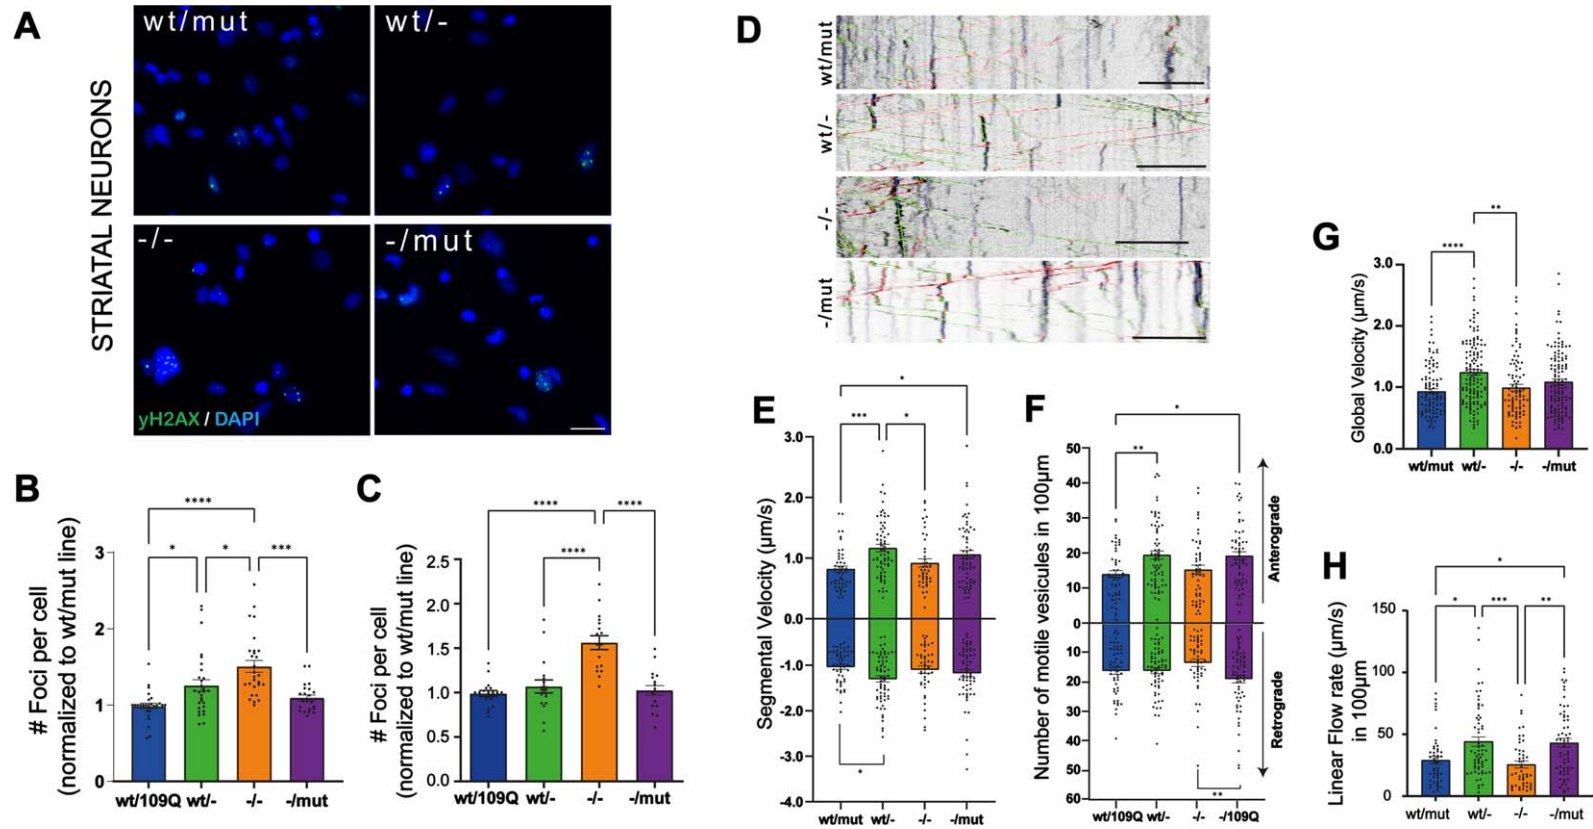 A
STRIATAL NEURONS
wt/mut
wt/-
-/-
-/mut
yH2AX / DAPI
B
# Foci per cell
(normalized to wt/mut line)
3
2
1
0
****
*
*
***
wt/109Q
wt/-
-/-
-/mut
C
# Foci per cell
(normalized to wt/mut line)
2.5
2.0
1.5
1.0
0.5
0.0
****
****
****
wt/109Q
wt/-
-/-
-/mut
D
wt/mut
wt/-
-/-
-/mut
E
Segmental Velocity (µm/s)
3.0
2.0
1.0
0.0
-1.0
-2.0
-3.0
-4.0
*
***
*
*
wt/mut
wt/-
-/-
-/mut
F
Number of motile vesicules in 100µm
50
40
30
20
10
0
10
20
30
40
50
60
*
**
**
Anterograde
Retrograde
wt/109Q
wt/-
-/-
-/109Q
G
Global Velocity (µm/s)
3.0
2.0
1.0
0.0
****
**
wt/mut
wt/-
-/-
-/mut
H
Linear Flow rate (µm/s)
in 100µm
150
100
50
0
*
*
***
**
wt/mut
wt/-
-/-
-/mut